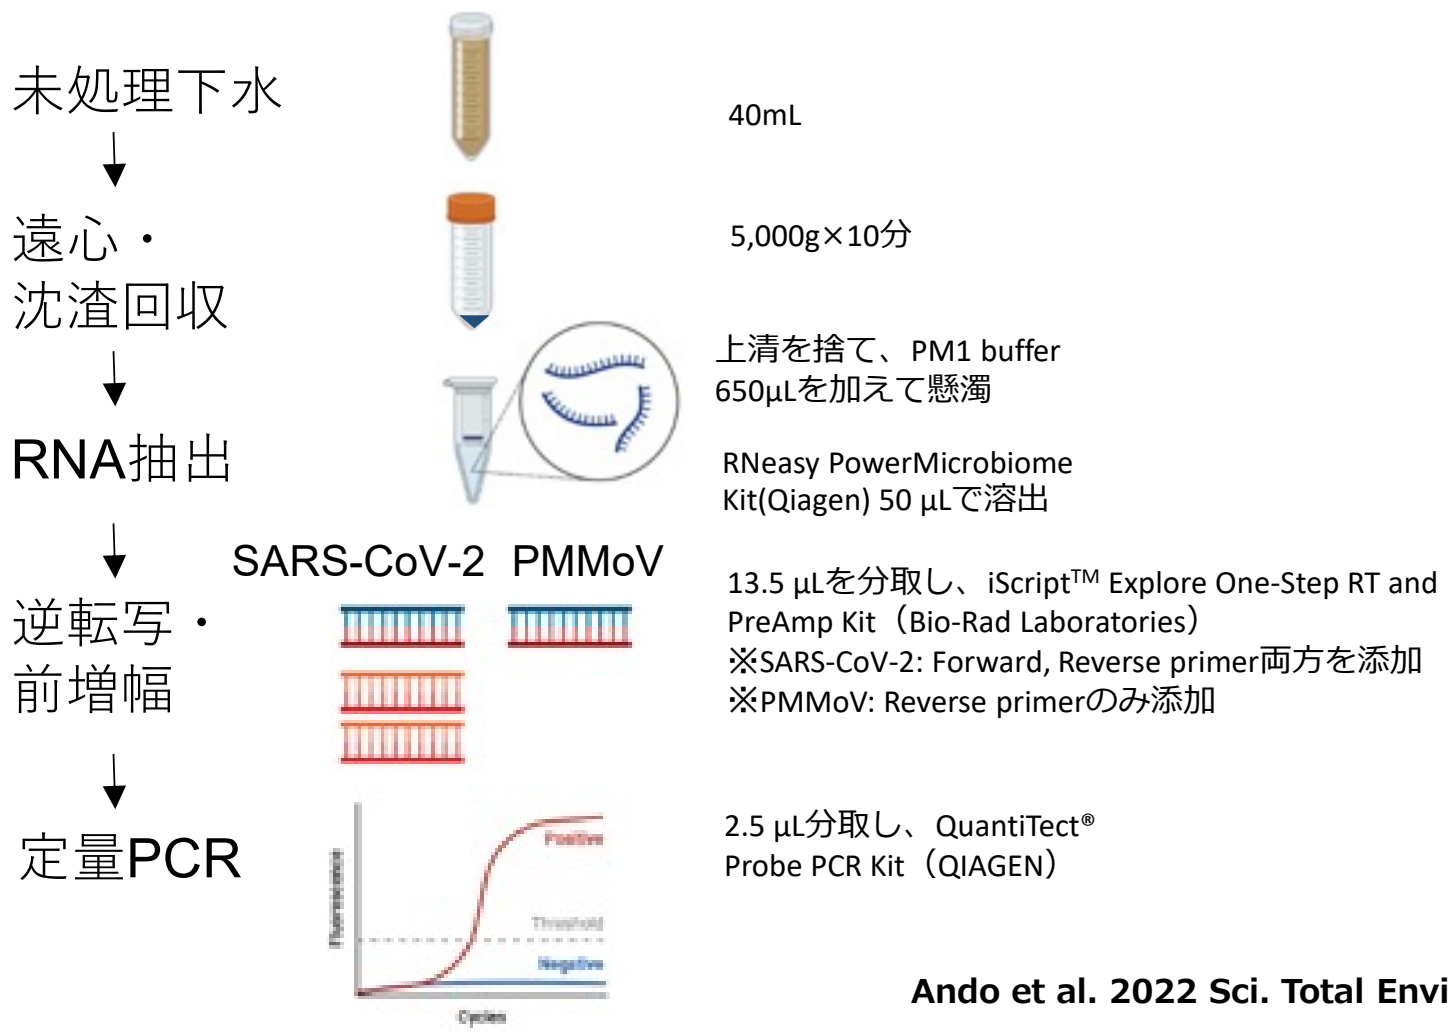 未処理下水
40mL
遠心・
沈渣回収
5,000g×10分
上清を捨て、PM1 buffer
650µLを加えて懸濁
RNA抽出
RNeasy PowerMicrobiome
Kit(Qiagen) 50 µLで溶出
SARS-CoV-2 PMMoV
逆転写・
前増幅
13.5 µLを分取し、iScript™ Explore One-Step RT and
PreAmp Kit（Bio-Rad Laboratories）
※SARS-CoV-2: Forward, Reverse primer両方を添加
※PMMoV: Reverse primerのみ添加
定量PCR
2.5 µL分取し、QuantiTect®
Probe PCR Kit（QIAGEN）
Fluorescence
Positive
Threshold
Negative
Cycles
Ando et al. 2022 Sci. Total Envi